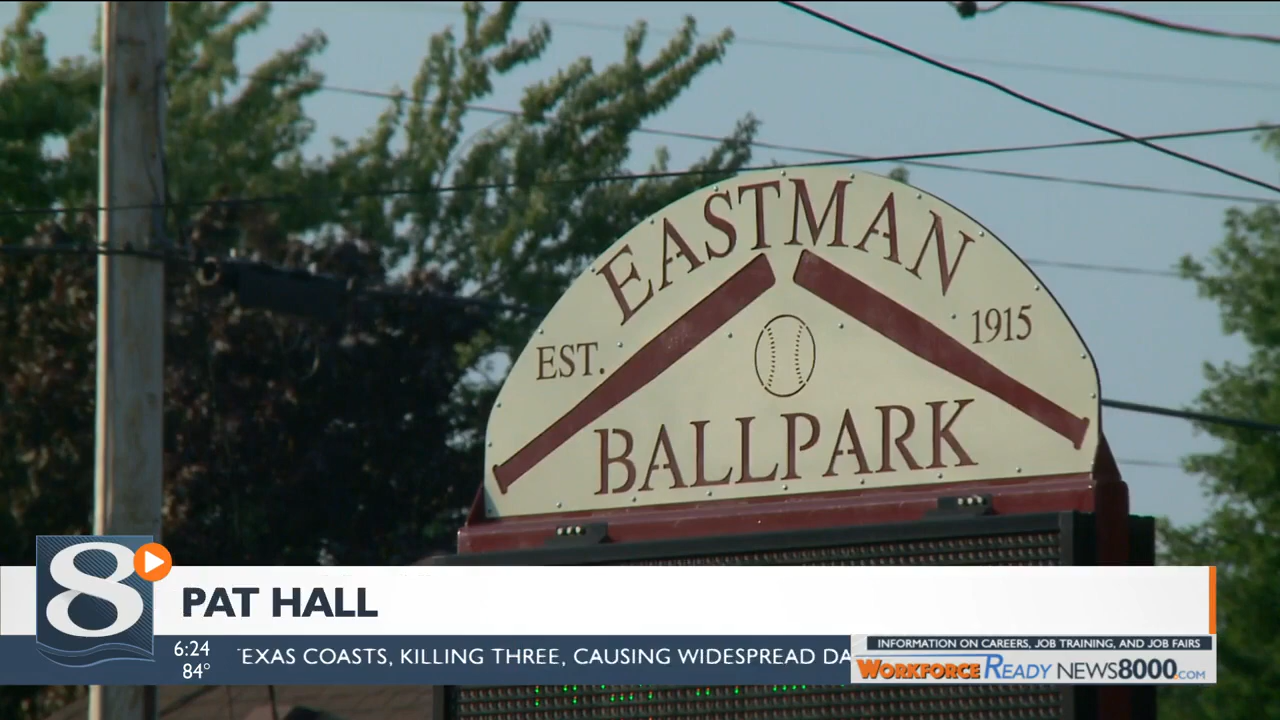 EASTMAN
EST.
1915
BALLPARK
8
PAT HALL
6:24
84°
EXAS COASTS, KILLING THREE, CAUSING WIDESPREAD DA
INFORMATION ON CAREERS, JOB TRAINING, AND JOB FAIRS
WORKFORCE READY NEWS8000.COM